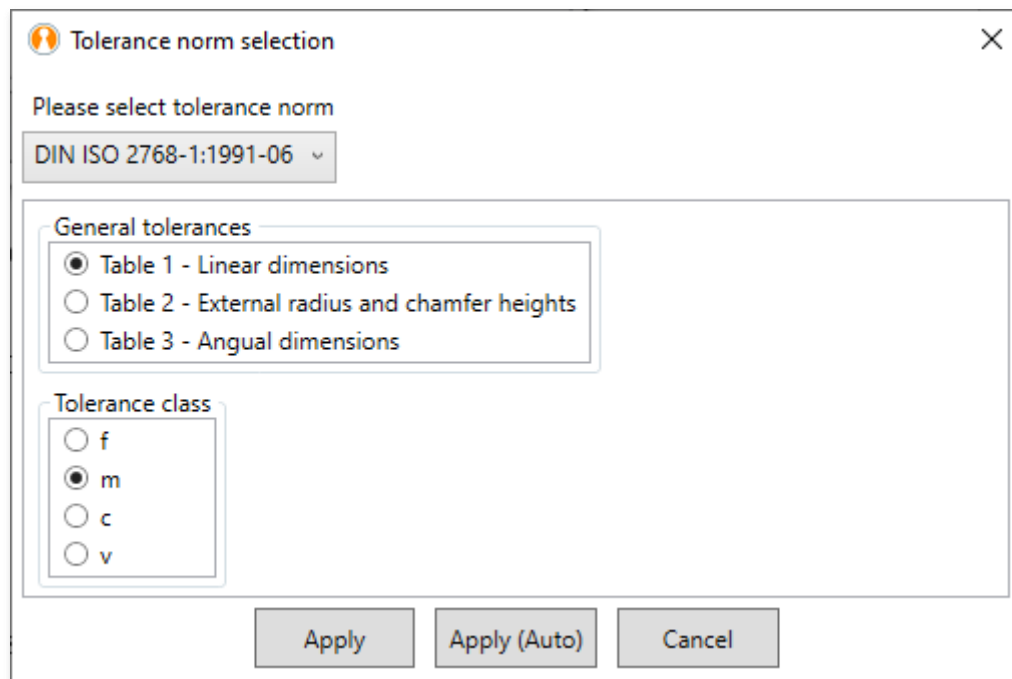 Tolerance norm selection
Please select tolerance norm
DIN ISO 2768-1:1991-06
General tolerances
Table 1 - Linear dimensions
Table 2 - External radius and chamfer heights
Table 3 - Angual dimensions
Tolerance class
f
m
c
v
Apply
Apply (Auto)
Cancel